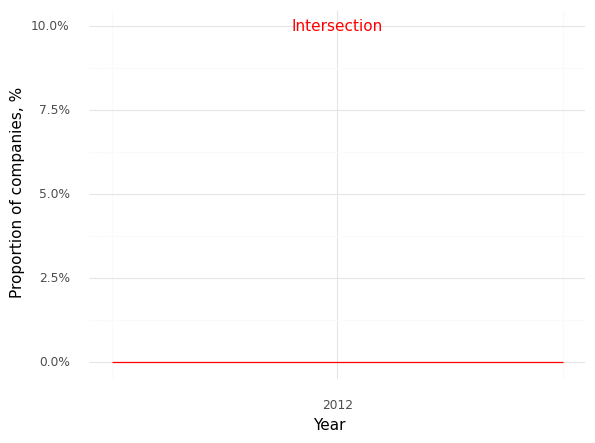 Intersection
10.0%
7.5%
5.0%
2.5%
0.0%
Proportion of companies, %
2012
Year